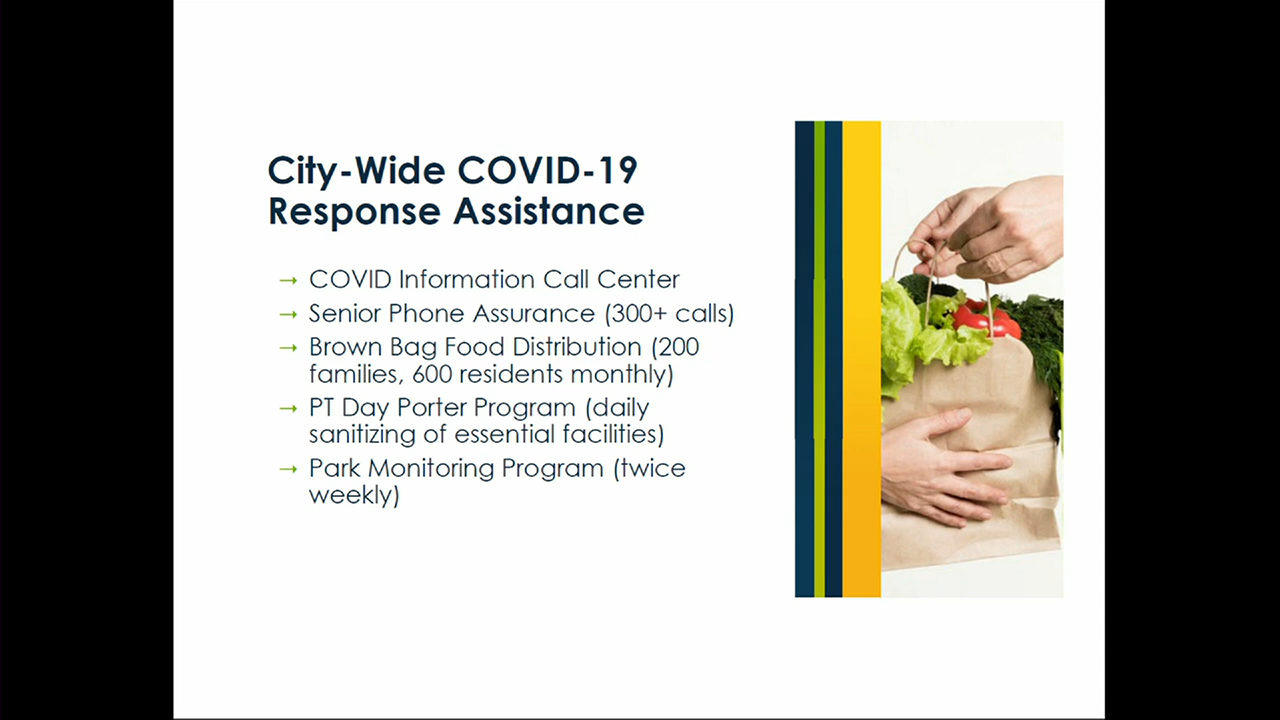 City-Wide COVID-19
Response Assistance
→ COVID Information Call Center
→ Senior Phone Assurance (300+ calls)
→ Brown Bag Food Distribution (200
families, 600 residents monthly)
→ PT Day Porter Program (daily
sanitizing of essential facilities)
→ Park Monitoring Program (twice
weekly)